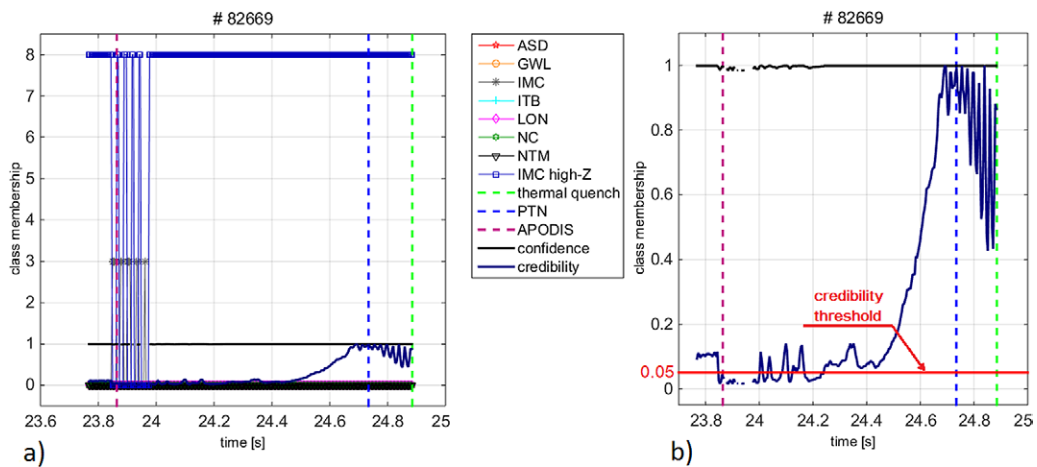 # 82669
class membership
8
7
6
5
4
3
2
1
0
23.6
23.8
24
24.2
24.4
24.6
24.8
25
time [s]
a)
ASD
GWL
IMC
ITB
LON
NC
NTM
IMC high-Z
thermal quench
PTN
APODIS
confidence
credibility
# 82669
class membership
1
0.8
0.6
0.4
0.2
0.05
0
credibility
threshold
23.8
24
24.2
24.4
24.6
24.8
25
time [s]
b)